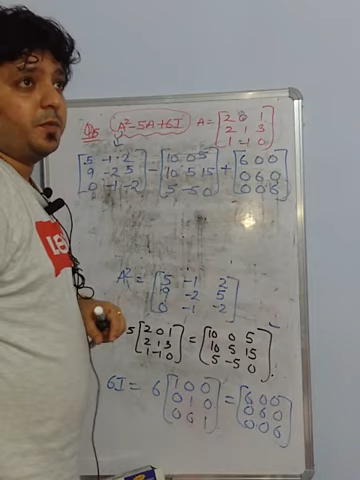 Q15 A²-5A+6I A = [2 0 1
2 1 3
1 -1 0]
[5 -1 2
9 -2 5
0 -1 -2] - [10 0 5
10 5 15
5 -5 0] + [6 0 0
0 6 0
0 0 6]
A² = [5 -1 2
9 -2 5
0 -1 -2]
5 [2 0 1
2 1 3
1 -1 0] = [10 0 5
10 5 15
5 -5 0]
6I = 6 [1 0 0
0 1 0
0 0 1] = [6 0 0
0 6 0
0 0 6]